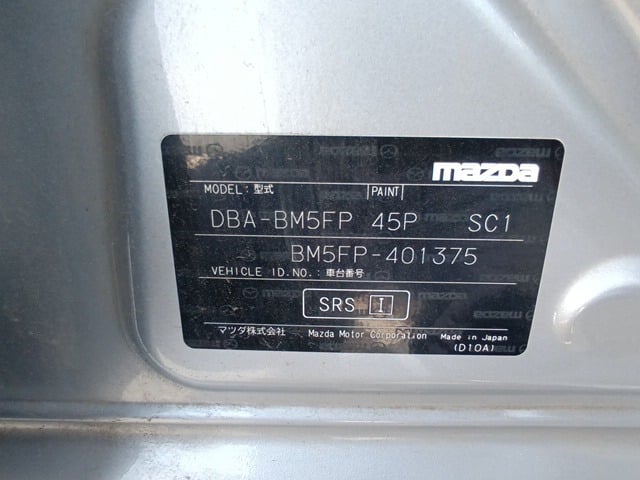 mazda
MODEL: 型式 PAINT
DBA-BM5FP 45P SC1
BM5FP-401375
VEHICLE ID.NO.: 車台番号
SRS I
マツダ株式会社 Mazda Motor Corporation Made in Japan
(D10A)